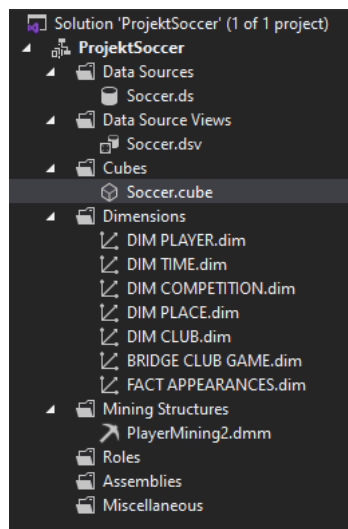 Solution 'ProjektSoccer' (1 of 1 project)
ProjektSoccer
Data Sources
Soccer.ds
Data Source Views
Soccer.dsv
Cubes
Soccer.cube
Dimensions
DIM PLAYER.dim
DIM TIME.dim
DIM COMPETITION.dim
DIM PLACE.dim
DIM CLUB.dim
BRIDGE CLUB GAME.dim
FACT APPEARANCES.dim
Mining Structures
PlayerMining2.dmm
Roles
Assemblies
Miscellaneous